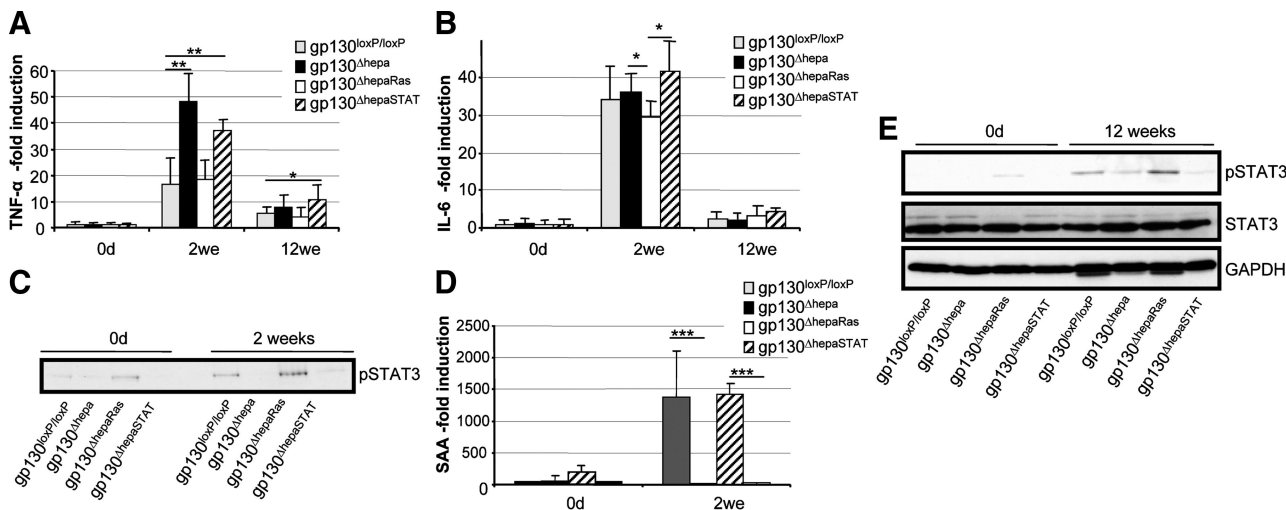 A
TNF-α -fold induction
60
50
40
30
20
10
0
** 
**
*
0d 2we 12we
gp130loxP/loxP
gp130Δhepa
gp130ΔhepaRas
gp130ΔhepaSTAT
B
IL-6 -fold induction
40
30
20
10
0
*
*
0d 2we 12we
gp130loxP/loxP
gp130Δhepa
gp130ΔhepaRas
gp130ΔhepaSTAT
C
0d 2 weeks
pSTAT3
gp130loxP/loxP
gp130Δhepa
gp130ΔhepaRas
gp130ΔhepaSTAT
gp130loxP/loxP
gp130Δhepa
gp130ΔhepaRas
gp130ΔhepaSTAT
D
SAA -fold induction
2500
2000
1500
1000
500
0
***
***
0d 2we
gp130loxP/loxP
gp130Δhepa
gp130ΔhepaRas
gp130ΔhepaSTAT
E
0d 12 weeks
pSTAT3
STAT3
GAPDH
gp130loxP/loxP
gp130Δhepa
gp130ΔhepaRas
gp130ΔhepaSTAT
gp130loxP/loxP
gp130Δhepa
gp130ΔhepaRas
gp130ΔhepaSTAT